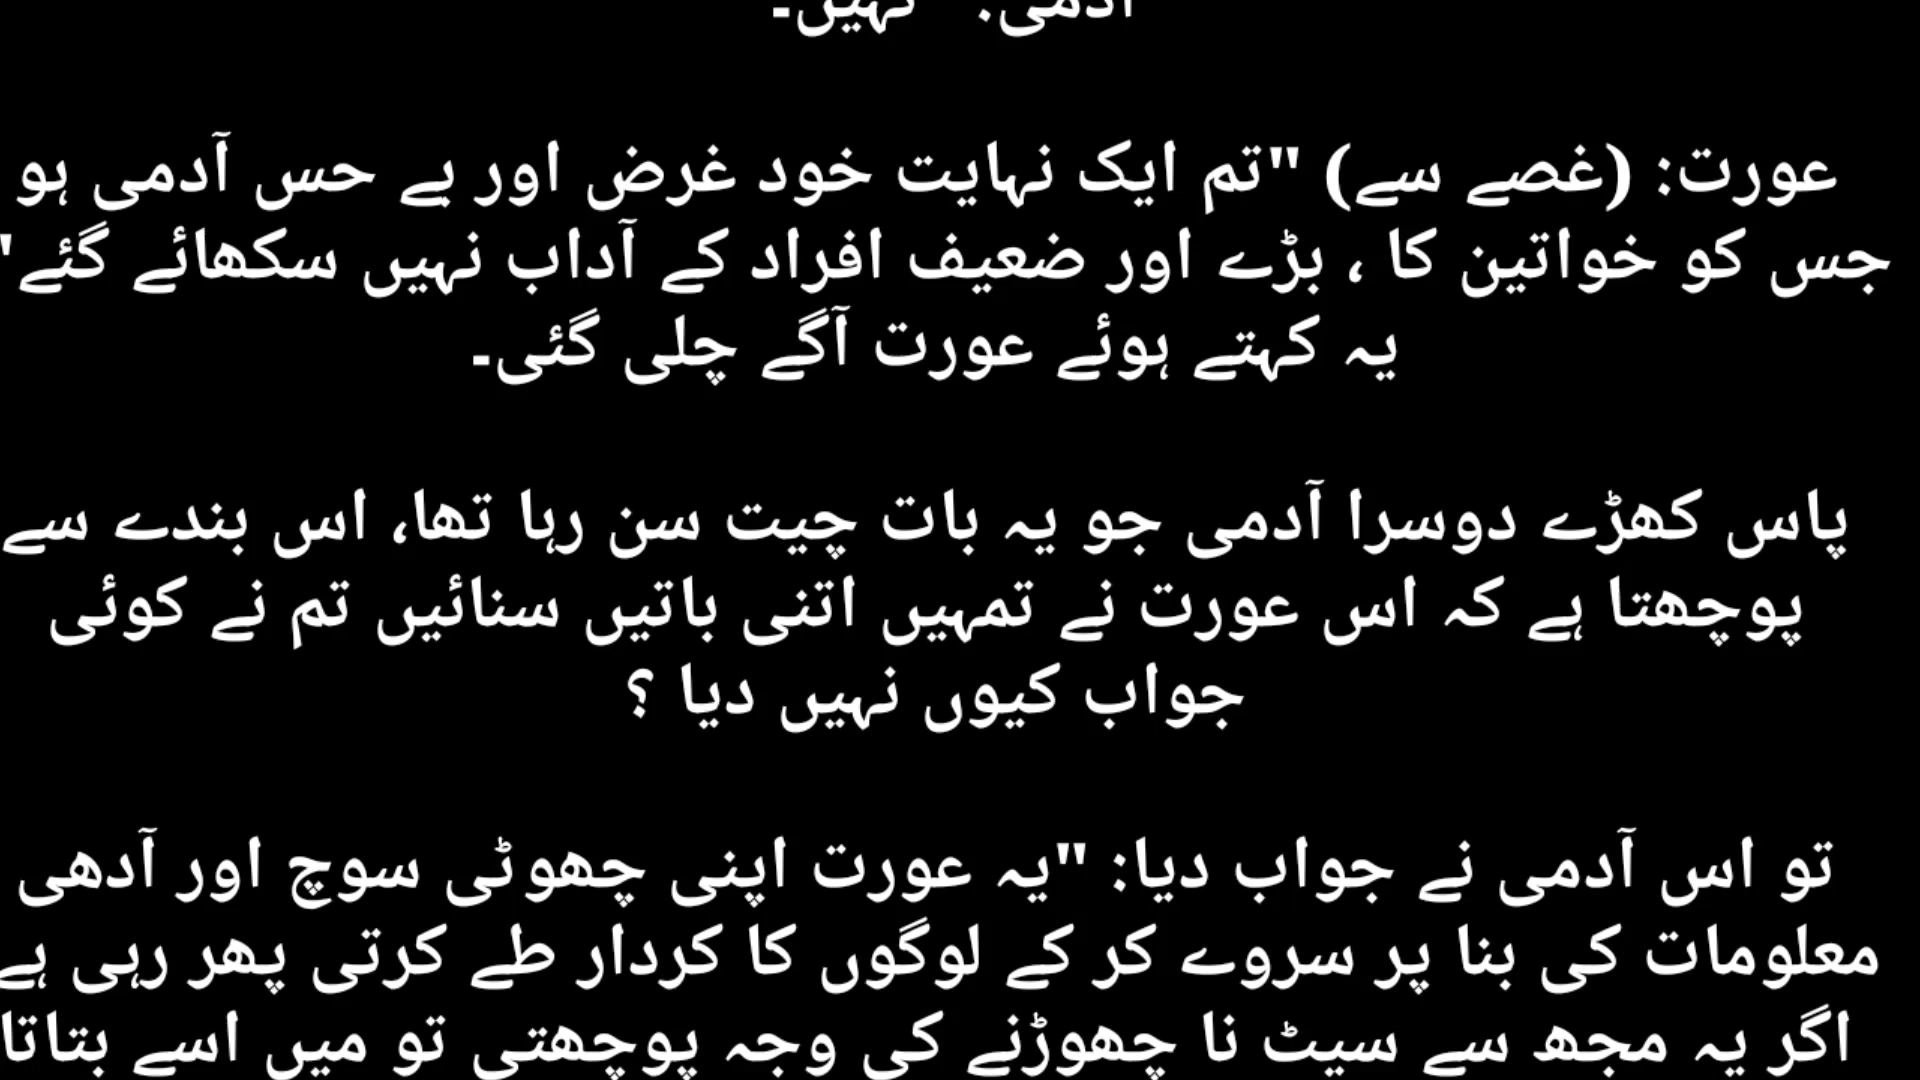 آدمی: "نہیں۔
عورت: (غصے سے) "تم ایک نہایت خود غرض اور بے حس آدمی ہو
جس کو خواتین کا ، بڑے اور ضعیف افراد کے آداب نہیں سکھائے گئے"
یہ کہتے ہوئے عورت آگے چلی گئی۔
پاس کھڑے دوسرا آدمی جو یہ بات چیت سن رہا تھا، اس بندے سے
پوچھتا ہے کہ اس عورت نے تمہیں اتنی باتیں سنائیں تم نے کوئی
جواب کیوں نہیں دیا ؟
تو اس آدمی نے جواب دیا: "یہ عورت اپنی چھوٹی سوچ اور آدھی
معلومات کی بنا پر سروے کر کے لوگوں کا کردار طے کرتی پھر رہی ہے
اگر یہ مجھ سے سیٹ نا چھوڑنے کی وجہ پوچھتی تو میں اسے بتاتا